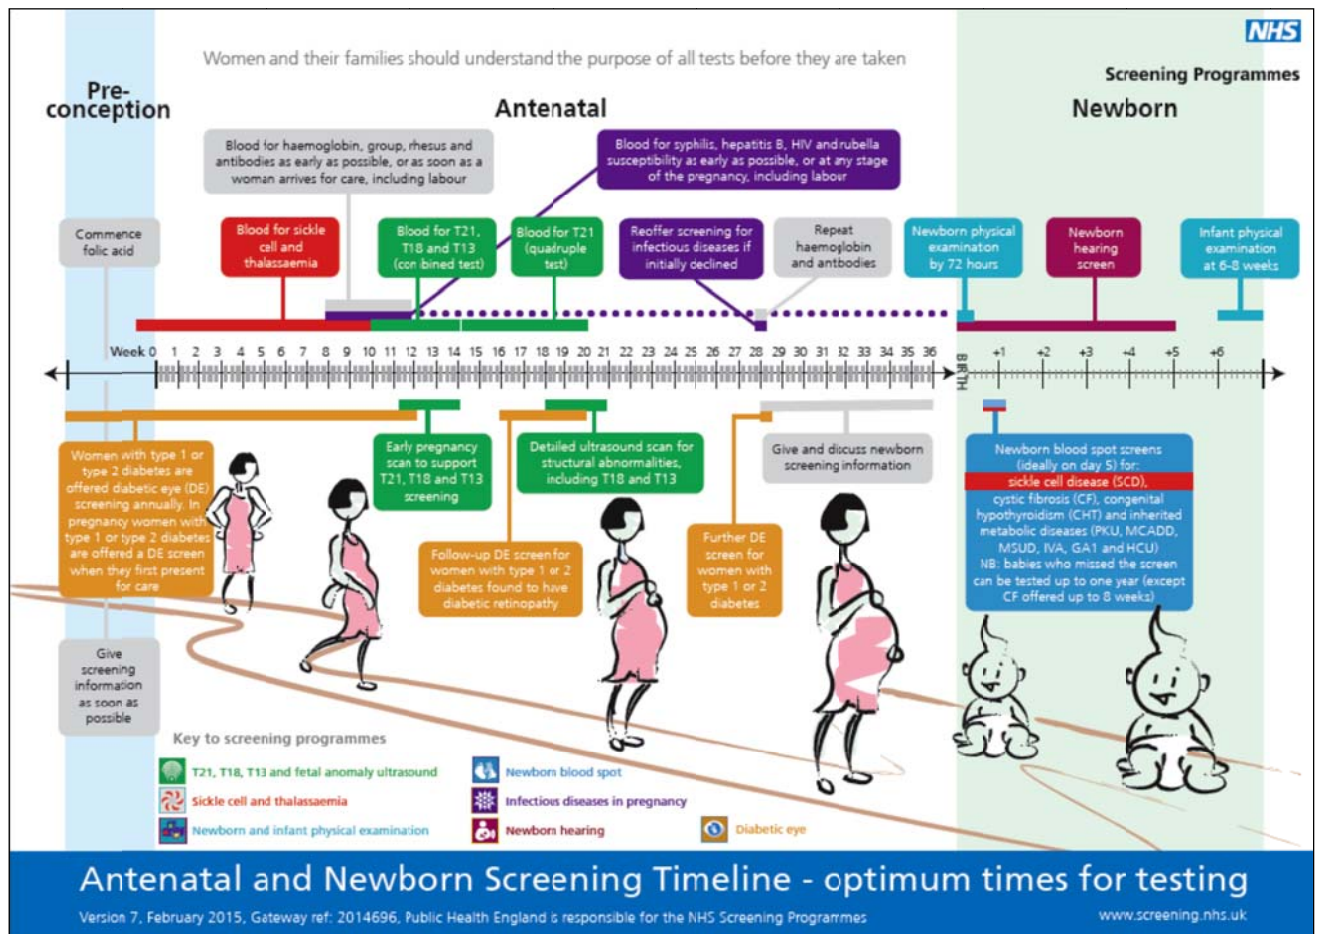 NHS
Screening Programmes
Women and their families should understand the purpose of all tests before they are taken
Pre-
conception
Antenatal
Newborn
Blood for haemoglobin, group, rhesus and
antibodies as early as possible, or as soon as a
woman arrives for care, including labour
Blood for syphilis, hepatitis B, HIV and rubella
susceptibility as early as possible, or at any stage
of the pregnancy, including labour
Commence
folic acid
Blood for sickle
cell and
thalassaemia
Blood for T21,
T18 and T13
(combined test)
Blood for T21
(quadruple
test)
Reoffer screening for
infectious diseases if
initially declined
Repeat
haemoglobin
and antbodies
Newborn physical
examination
by 72 hours
Newborn
hearing
screen
Infant physical
examination
at 6-8 weeks
Week 0 1 2 3 4 5 6 7 8 9 10 11 12 13 14 15 16 17 18 19 20 21 22 23 24 25 26 27 28 29 30 31 32 33 34 35 36 BIRTH +1 +2 +3 +4 +5 +6
Women with type 1 or
type 2 diabetes are
offered diabetic eye (DE)
screening annually. In
pregnancy women with
type 1 or type 2 diabetes
are offered a DE screen
when they first present
for care
Early pregnancy
scan to support
T21, T18 and T13
screening
Detailed ultrasound scan for
stuctural abnormalities,
including T18 and T13
Give and discuss newborn
screening information
Newborn blood spot screens
(ideally on day 5) for:
sickle cell disease (SCD),
cystic fibrosis (CF), congenital
hypothyroidism (CHT) and inherited
metabolic diseases (PKU, MCADD,
MSUD, IVA, GA1 and HCU)
NB: babies who missed the screen
can be tested up to one year (except
CF offered up to 8 weeks)
Follow-up DE screen for
women with type 1 or 2
diabetes found to have
diabetic retinopathy
Further DE
screen for
women with
type 1 or 2
diabetes
Give
screening
information
as soon as
possible
Key to screening programmes
T21, T18, T13 and fetal anomaly ultrasound
Sickle cell and thalassaemia
Newborn and infant physical examination
Newborn blood spot
Infectious diseases in pregnancy
Newborn hearing
Diabetic eye
Antenatal and Newborn Screening Timeline - optimum times for testing
Version 7, February 2015, Gateway ref: 2014696, Public Health England is responsible for the NHS Screening Programmes
www.screening.nhs.uk